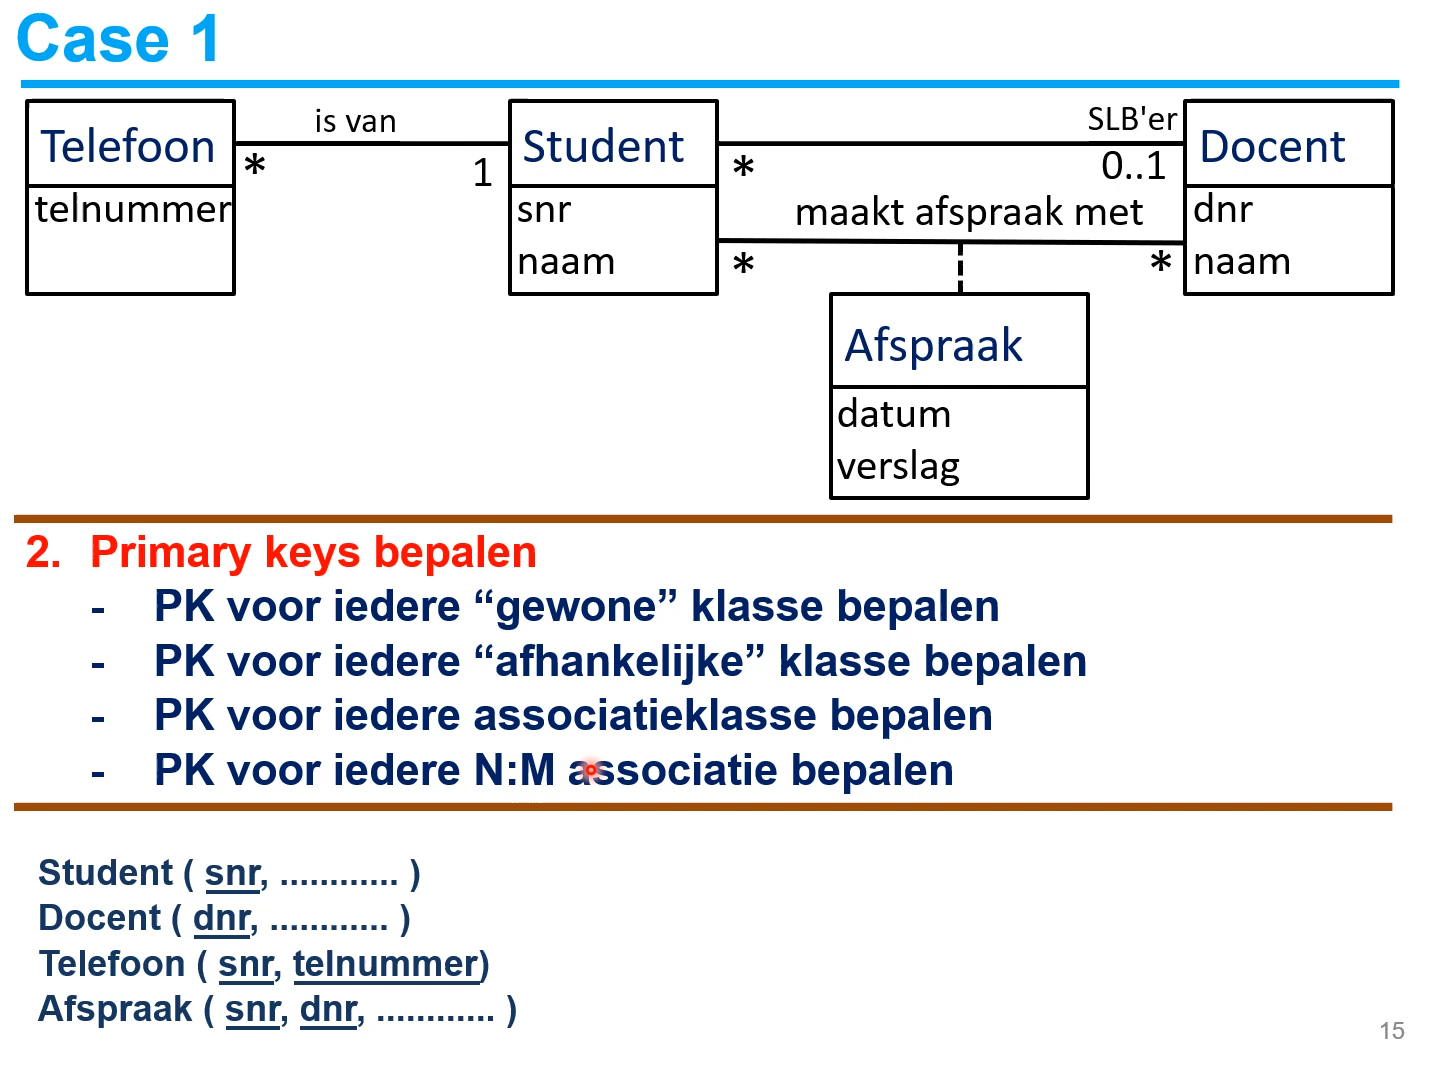 Case 1
Telefoon
telnummer
is van
*
1
Student
snr
naam
SLB'er
*
0..1
maakt afspraak met
*
*
Docent
dnr
naam
Afspraak
datum
verslag
2. Primary keys bepalen
- PK voor iedere “gewone” klasse bepalen
- PK voor iedere “afhankelijke” klasse bepalen
- PK voor iedere associatieklasse bepalen
- PK voor iedere N:M associatie bepalen
Student ( snr, ............ )
Docent ( dnr, ............ )
Telefoon ( snr, telnummer)
Afspraak ( snr, dnr, ............ )
15